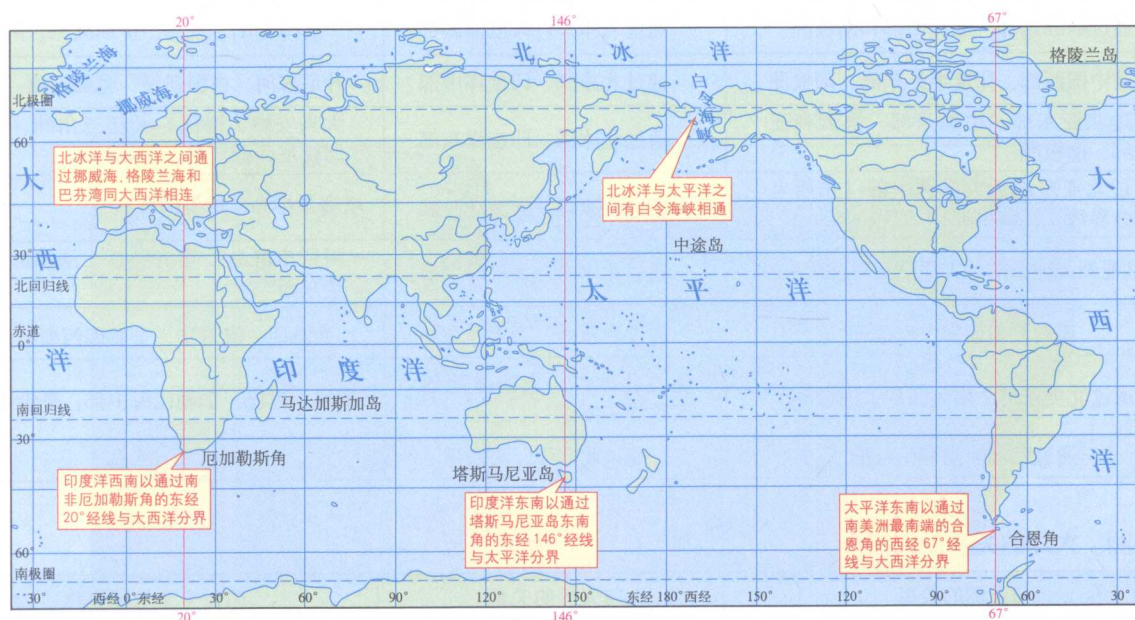 20°
146°
67°
北冰洋
格陵兰海
挪威海
白令海峡
格陵兰岛
北极圈
60°
大
北冰洋与大西洋之间通
过挪威海、格陵兰海和
巴芬湾同大西洋相连
北冰洋与太平洋之
间有白令海峡相通
大
中途岛
30°
西
北回归线
太平洋
赤道
0°
洋
印度洋
西
马达加斯加岛
南回归线
30°
厄加勒斯角
塔斯马尼亚岛
洋
印度洋西南以通过南
非厄加勒斯角的东经
20°经线与大西洋分界
印度洋东南以通过
塔斯马尼亚岛东南
角的东经 146°经线
与太平洋分界
太平洋东南以通过
南美洲最南端的合
恩角的西经 67°经
线与大西洋分界
合恩角
60°
南极圈
30°
西经 0° 东经
30°
60°
90°
120°
150°
东经 180° 西经
150°
120°
90°
60°
30°
20°
146°
67°